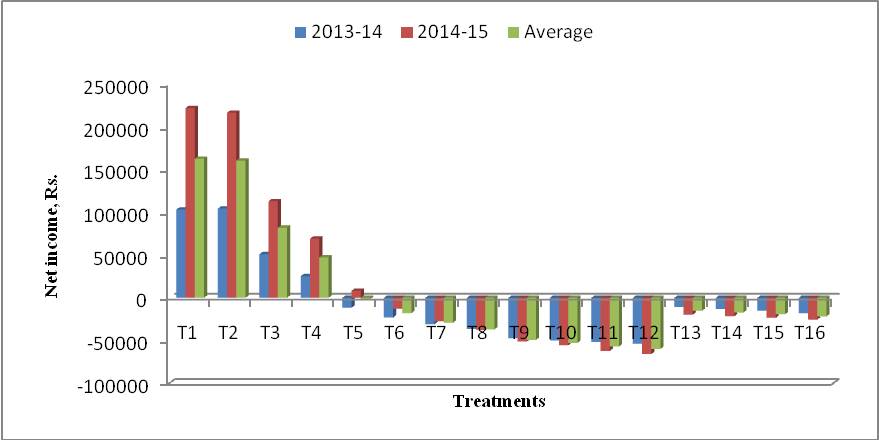 2013-14 2014-15 Average
250000
200000
150000
100000
50000
0
-50000
-100000
Net income, Rs.
T1 T2 T3 T4 T5 T6 T7 T8 T9 T10 T11 T12 T13 T14 T15 T16
Treatments